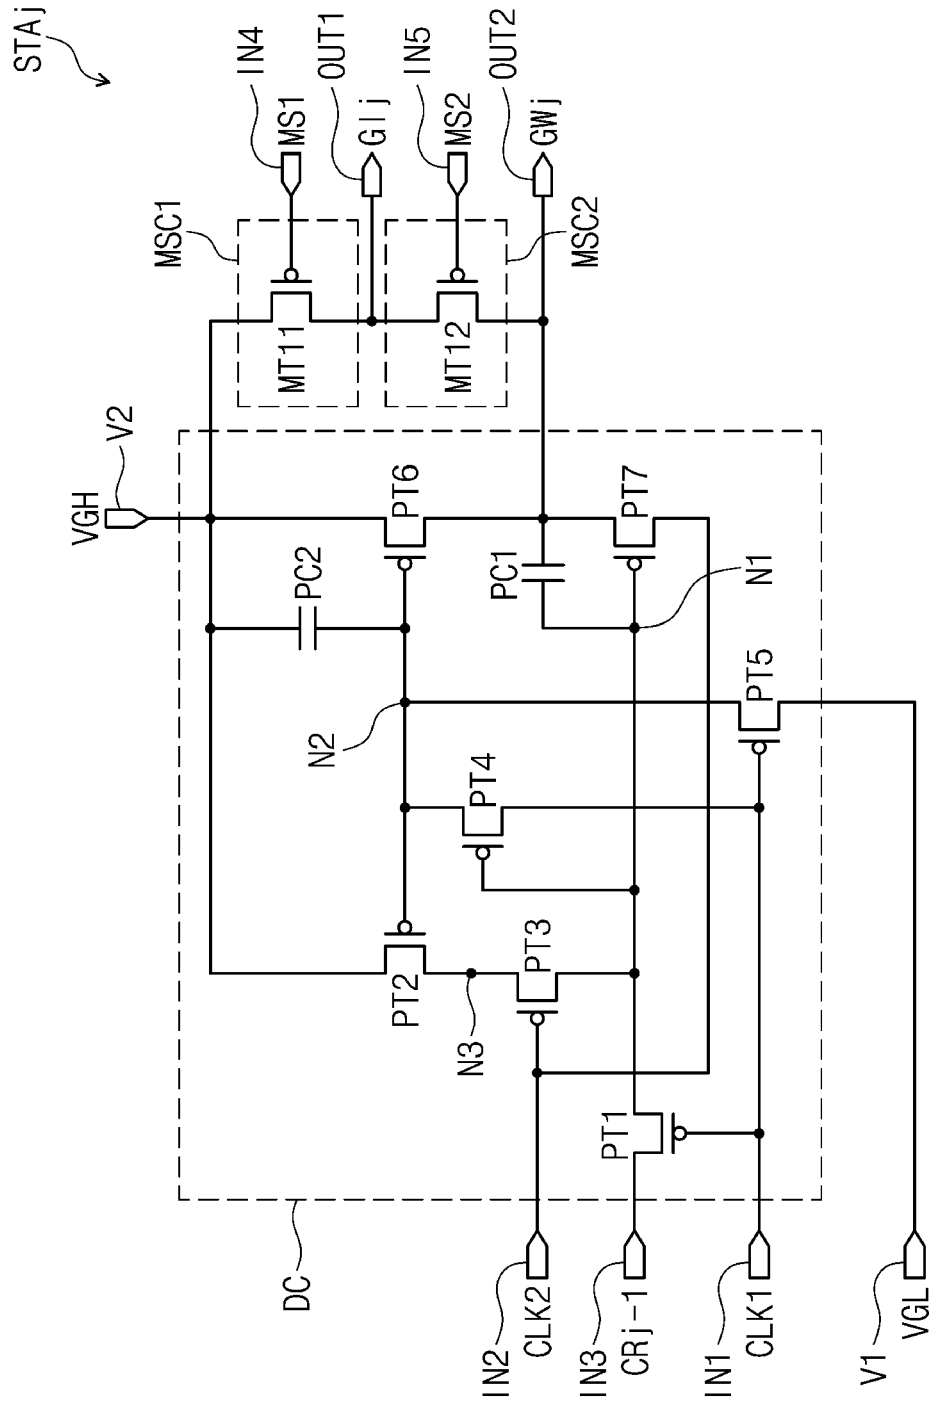 STAj
IN4
MS1
OUT1
GIj
IN5
MS2
OUT2
GWj
MSC1
MSC2
MT11
MT12
V2
VGH
PT6
PT7
PC2
PC1
N1
N2
PT5
PT4
PT2
N3
PT3
PT1
DC
IN2
CLK2
IN3
CRj-1
IN1
CLK1
V1
VGL